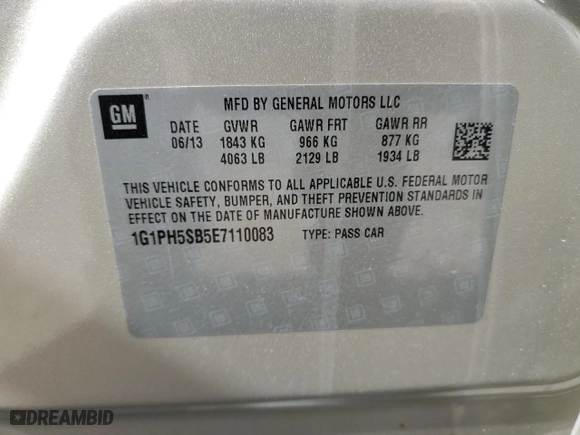 GM
MFD BY GENERAL MOTORS LLC
DATE GVWR GAWR FRT GAWR RR
06/13 1843 KG 966 KG 877 KG
4063 LB 2129 LB 1934 LB
THIS VEHICLE CONFORMS TO ALL APPLICABLE U.S. FEDERAL MOTOR
VEHICLE SAFETY, BUMPER, AND THEFT PREVENTION STANDARDS IN
EFFECT ON THE DATE OF MANUFACTURE SHOWN ABOVE.
1G1PH5SB5E7110083 TYPE: PASS CAR
DREAMBID